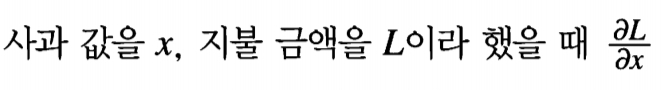 사과 값을 x, 지불 금액을 L이라 했을 때 ∂L/∂x